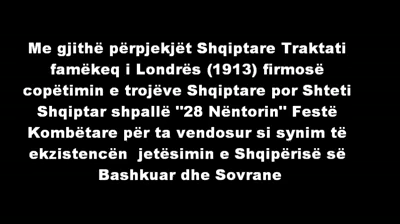 Me gjithë përpjekjët Shqiptare Traktati
famëkeq i Londrës (1913) firmosë
copëtimin e trojëve Shqiptare por Shteti
Shqiptar shpallë "28 Nëntorin" Festë
Kombëtare për ta vendosur si synim të
ekzistencën  jetësimin e Shqipërisë së
Bashkuar dhe Sovrane